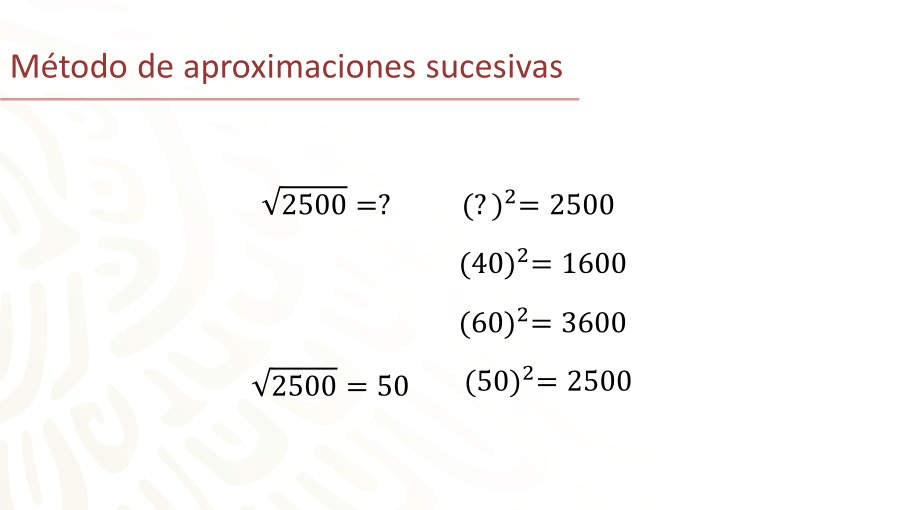 Método de aproximaciones sucesivas
√2500 =? (? )²= 2500
(40)²= 1600
(60)²= 3600
√2500 = 50 (50)²= 2500